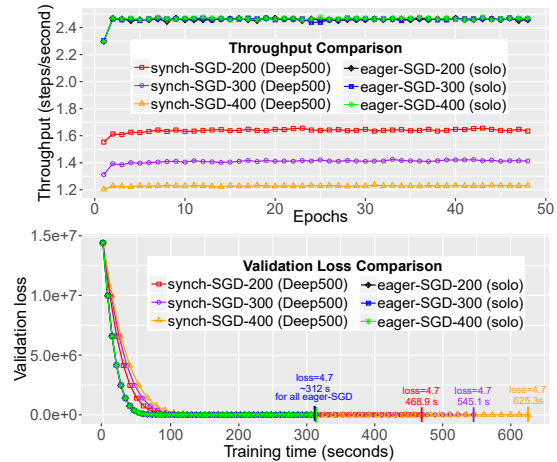 Throughput (steps/second)
2.4
2.2
2.0
1.8
1.6
1.4
1.2
Throughput Comparison
synch-SGD-200 (Deep500)
eager-SGD-200 (solo)
synch-SGD-300 (Deep500)
eager-SGD-300 (solo)
synch-SGD-400 (Deep500)
eager-SGD-400 (solo)
0
10
20
30
40
50
Epochs
Validation loss
1.5e+7
1.0e+7
5.0e+6
0.0e+0
Validation Loss Comparison
synch-SGD-200 (Deep500)
eager-SGD-200 (solo)
synch-SGD-300 (Deep500)
eager-SGD-300 (solo)
synch-SGD-400 (Deep500)
eager-SGD-400 (solo)
loss=4.7
~312 s
for all eager-SGD
loss=4.7
468.9 s
loss=4.7
545.1 s
loss=4.7
625.3s
0
100
200
300
400
500
600
Training time (seconds)